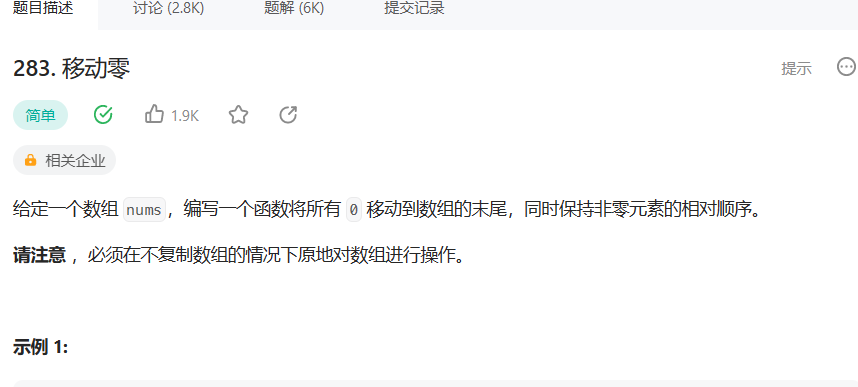 题目描述 讨论 (2.8K) 题解 (6K) 提交记录
283. 移动零 提示
简单 1.9K
相关企业
给定一个数组 nums，编写一个函数将所有 0 移动到数组的末尾，同时保持非零元素的相对顺序。
请注意 ，必须在不复制数组的情况下原地对数组进行操作。
示例 1: